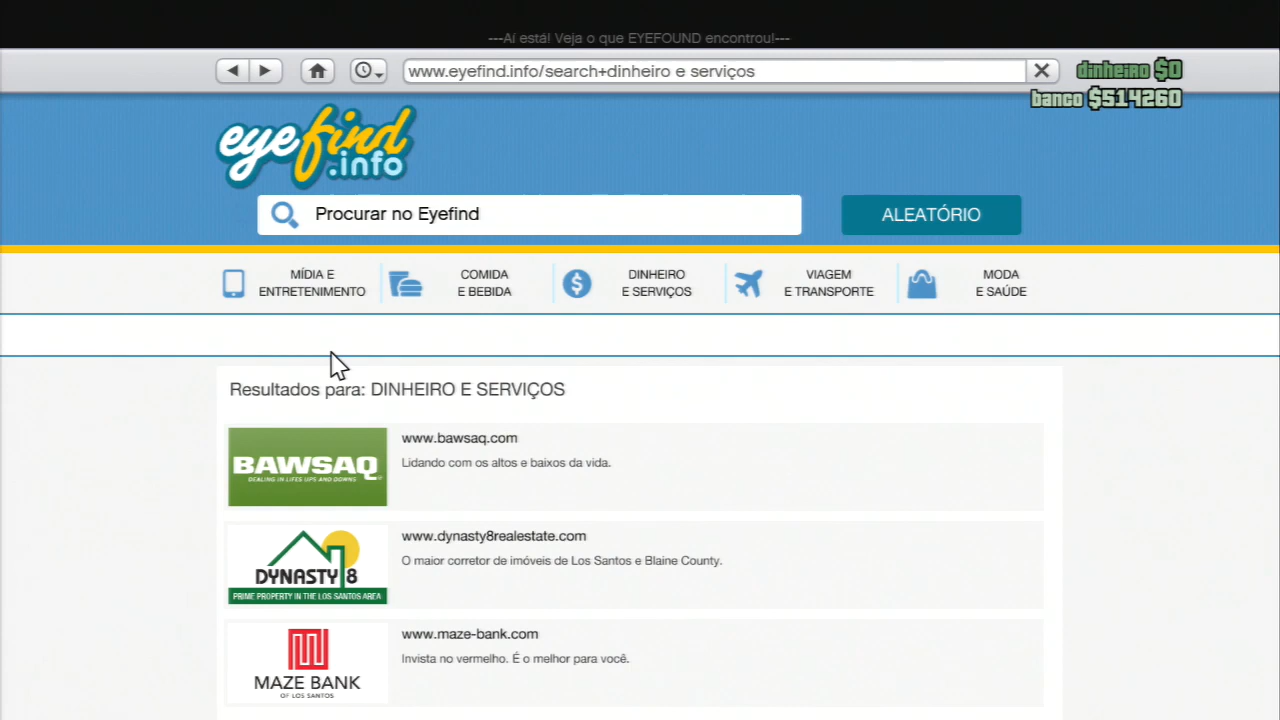 ---Aí está! Veja o que EYEFOUND encontrou!---
www.eyefind.info/search+dinheiro e serviços
dinheiro $0
banco $514260
eyefind
.info
Procurar no Eyefind
ALEATÓRIO
MÍDIA E
ENTRETENIMENTO
COMIDA
E BEBIDA
DINHEIRO
E SERVIÇOS
VIAGEM
E TRANSPORTE
MODA
E SAÚDE
Resultados para: DINHEIRO E SERVIÇOS
BAWSAQ
DEALING IN LIFES UPS AND DOWNS
www.bawsaq.com
Lidando com os altos e baixos da vida.
DYNASTY 8
PRIME PROPERTY IN THE LOS SANTOS AREA
www.dynasty8realestate.com
O maior corretor de imóveis de Los Santos e Blaine County.
MAZE BANK
OF LOS SANTOS
www.maze-bank.com
Invista no vermelho. É o melhor para você.